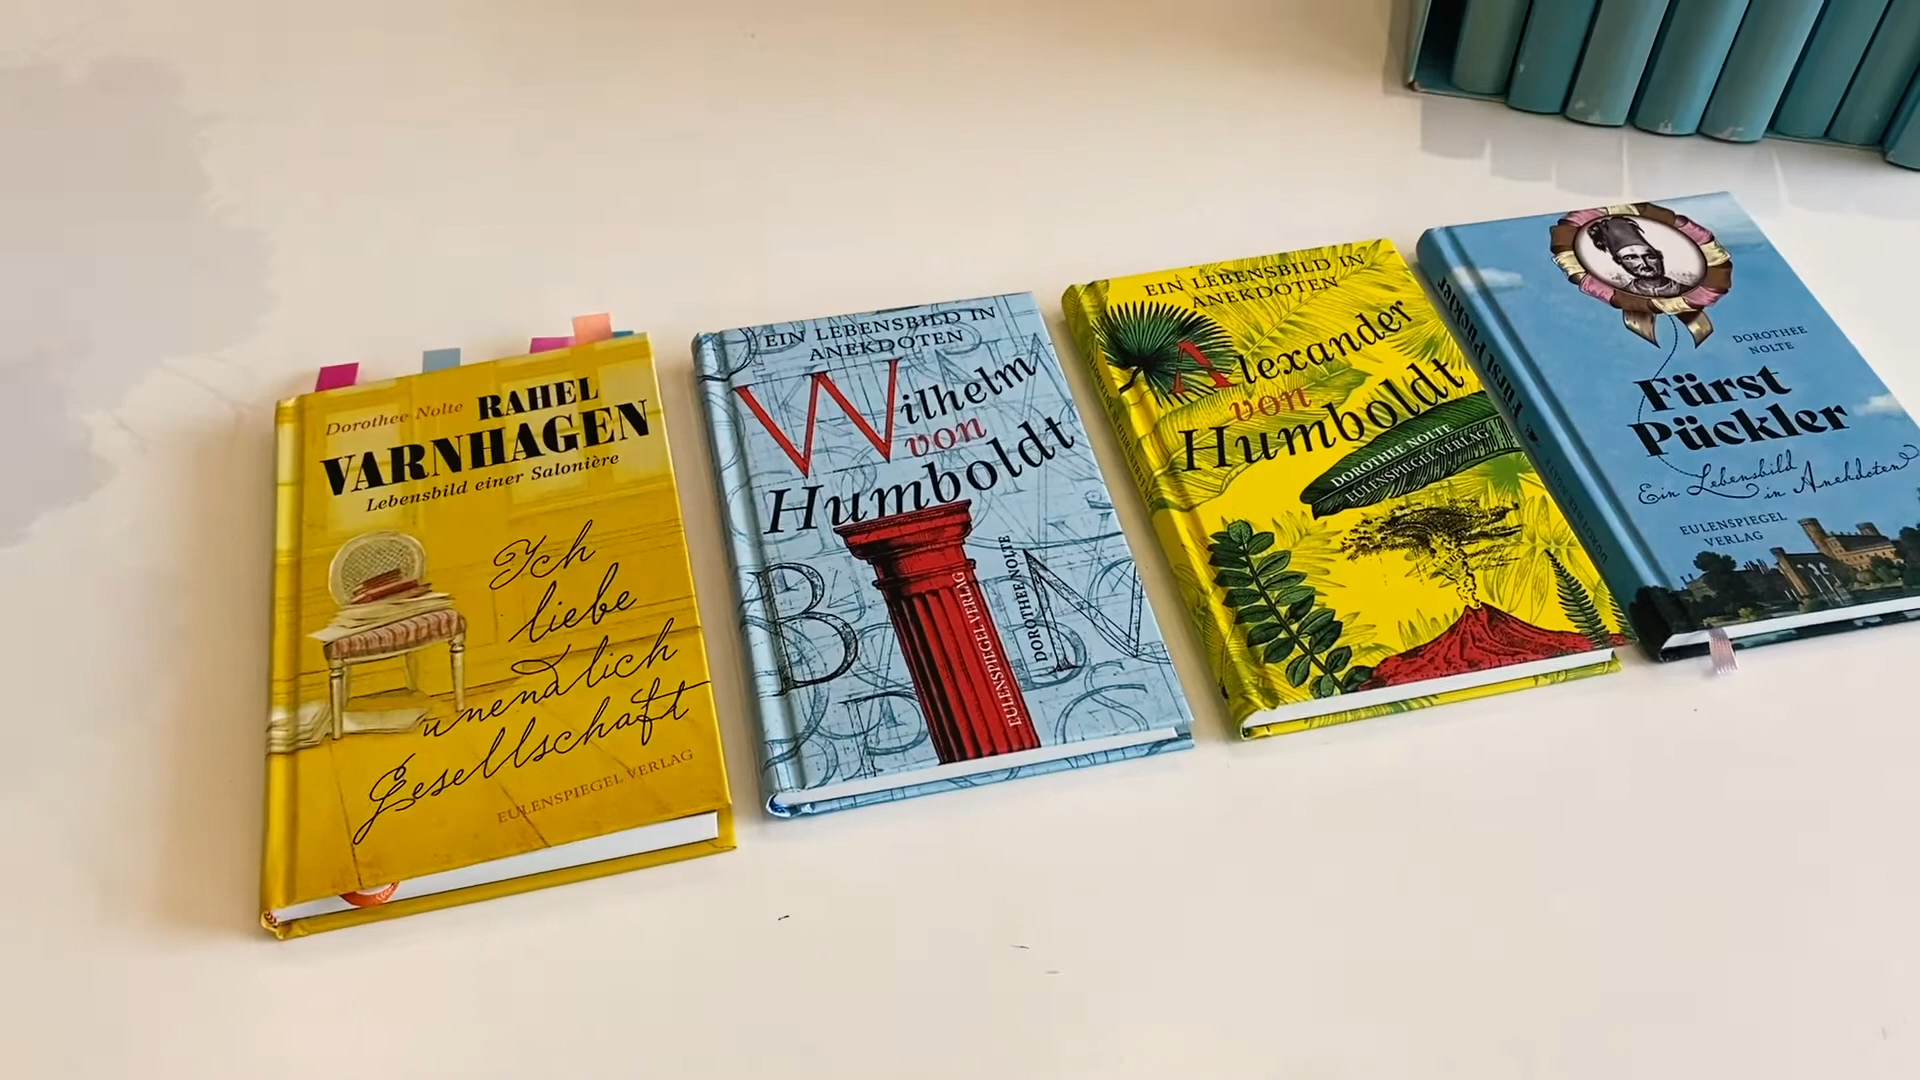 Dorothee Nolte
RAHEL
VARNHAGEN
Lebensbild einer Salonière
Ich
liebe
unendlich
Gesellschaft
EULENSPIEGEL VERLAG
EIN LEBENSBILD IN
ANEKDOTEN
Wilhelm
von
Humboldt
B
N
DOROTHEE NOLTE
EULENSPIEGEL VERLAG
EIN LEBENSBILD IN
ANEKDOTEN
Alexander
von
Humboldt
DOROTHEE NOLTE
EULENSPIEGEL VERLAG
DOROTHEE
NOLTE
Fürst
Pückler
Ein Lebensbild
in Anekdoten
EULENSPIEGEL
VERLAG
Fürst Pückler